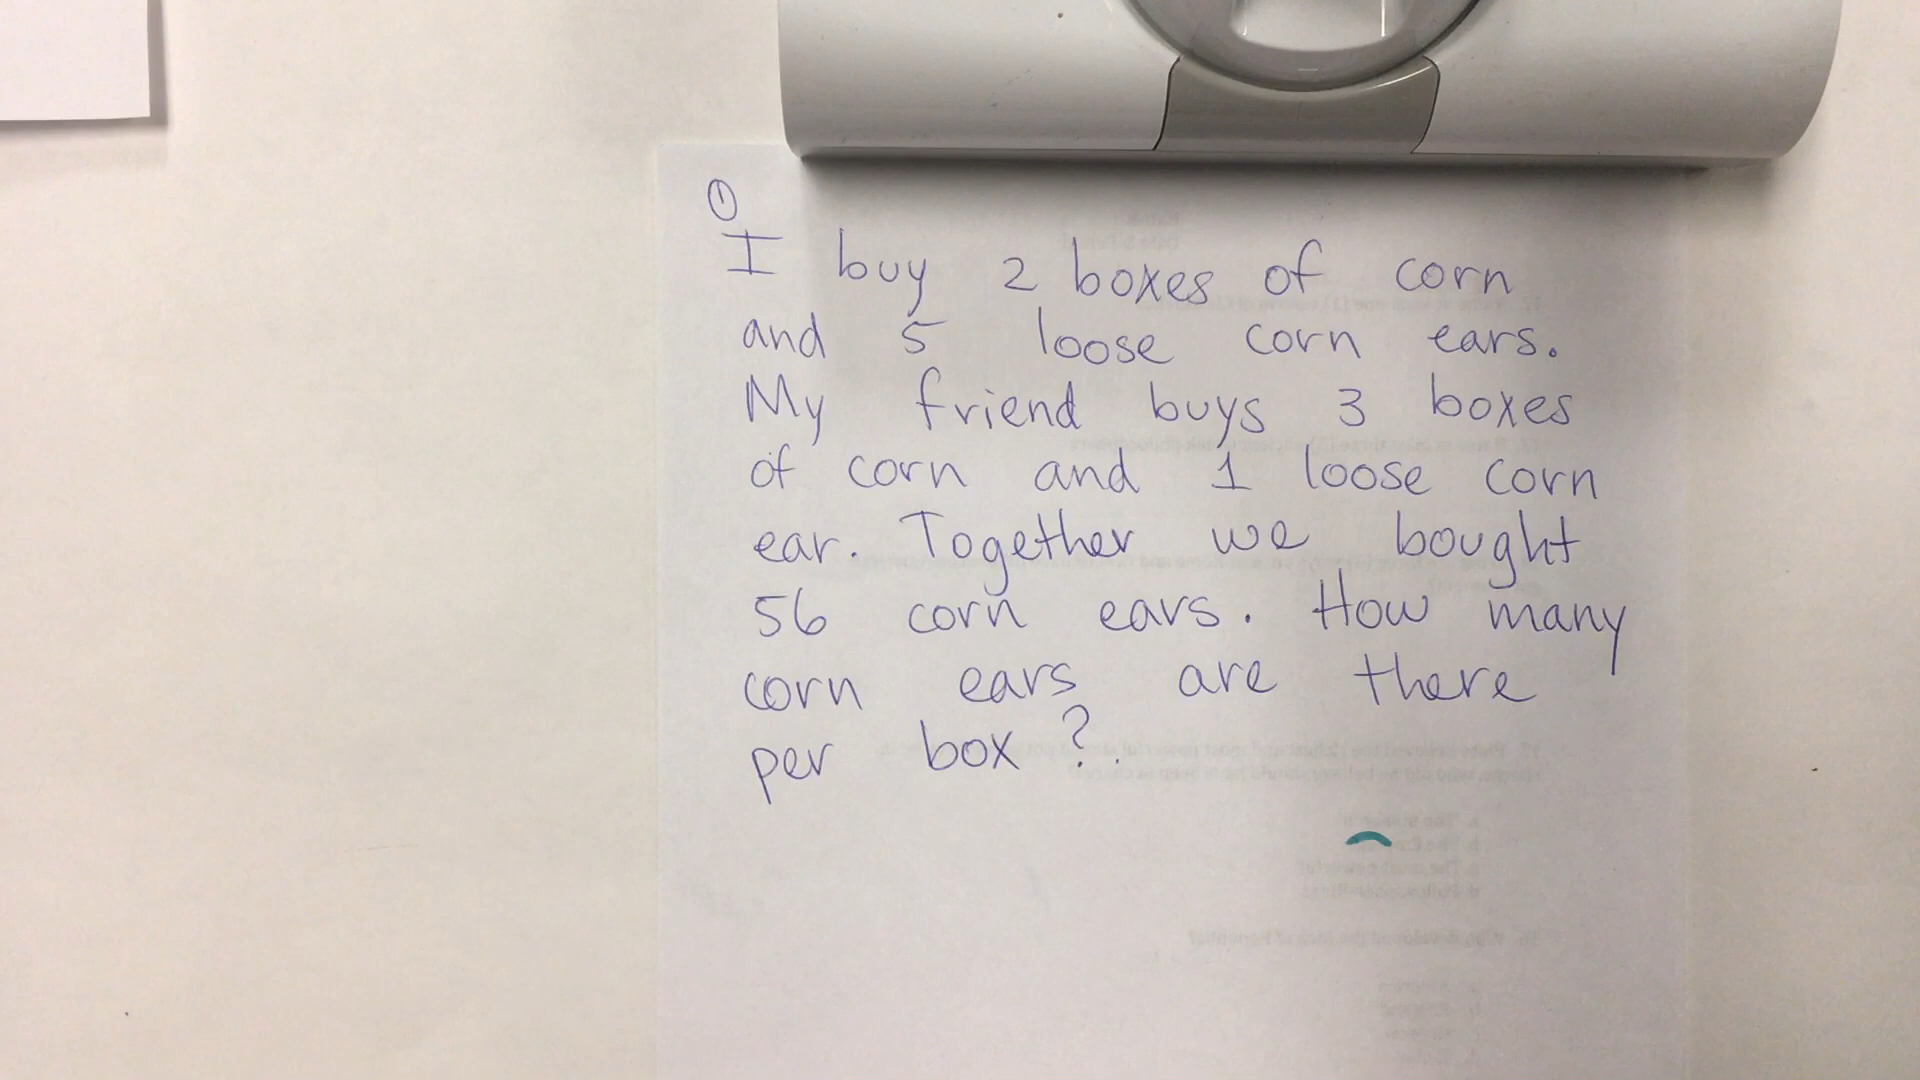 ①
I buy 2 boxes of corn
and 5 loose corn ears.
My friend buys 3 boxes
of corn and 1 loose corn
ear. Together we bought
56 corn ears. How many
corn ears are there
per box?